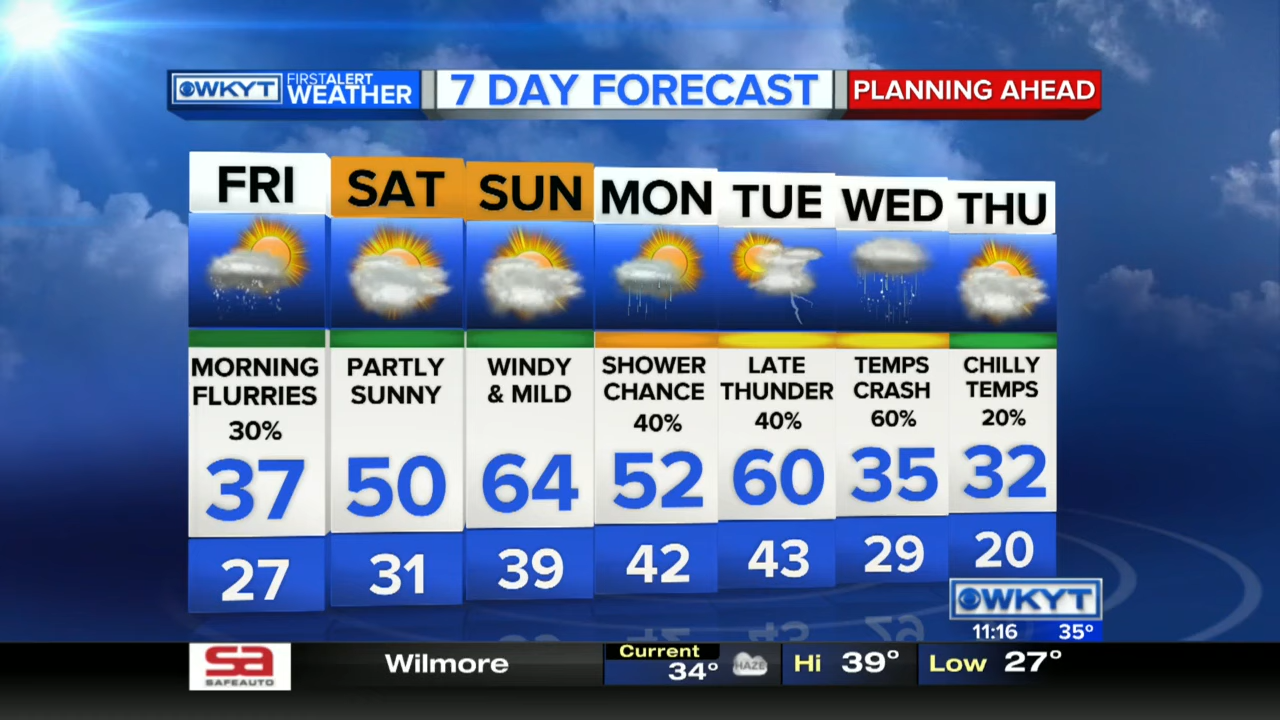 WKYT FIRST ALERT WEATHER
7 DAY FORECAST
PLANNING AHEAD
FRI
MORNING
FLURRIES
30%
37
27
SAT
PARTLY
SUNNY
50
31
SUN
WINDY
& MILD
64
39
MON
SHOWER
CHANCE
40%
52
42
TUE
LATE
THUNDER
40%
60
43
WED
TEMPS
CRASH
60%
35
29
THU
CHILLY
TEMPS
20%
32
20
WKYT
11:16 35°
sa
SAFEAUTO
Wilmore
Current
34°
HAZE
Hi 39°
Low 27°